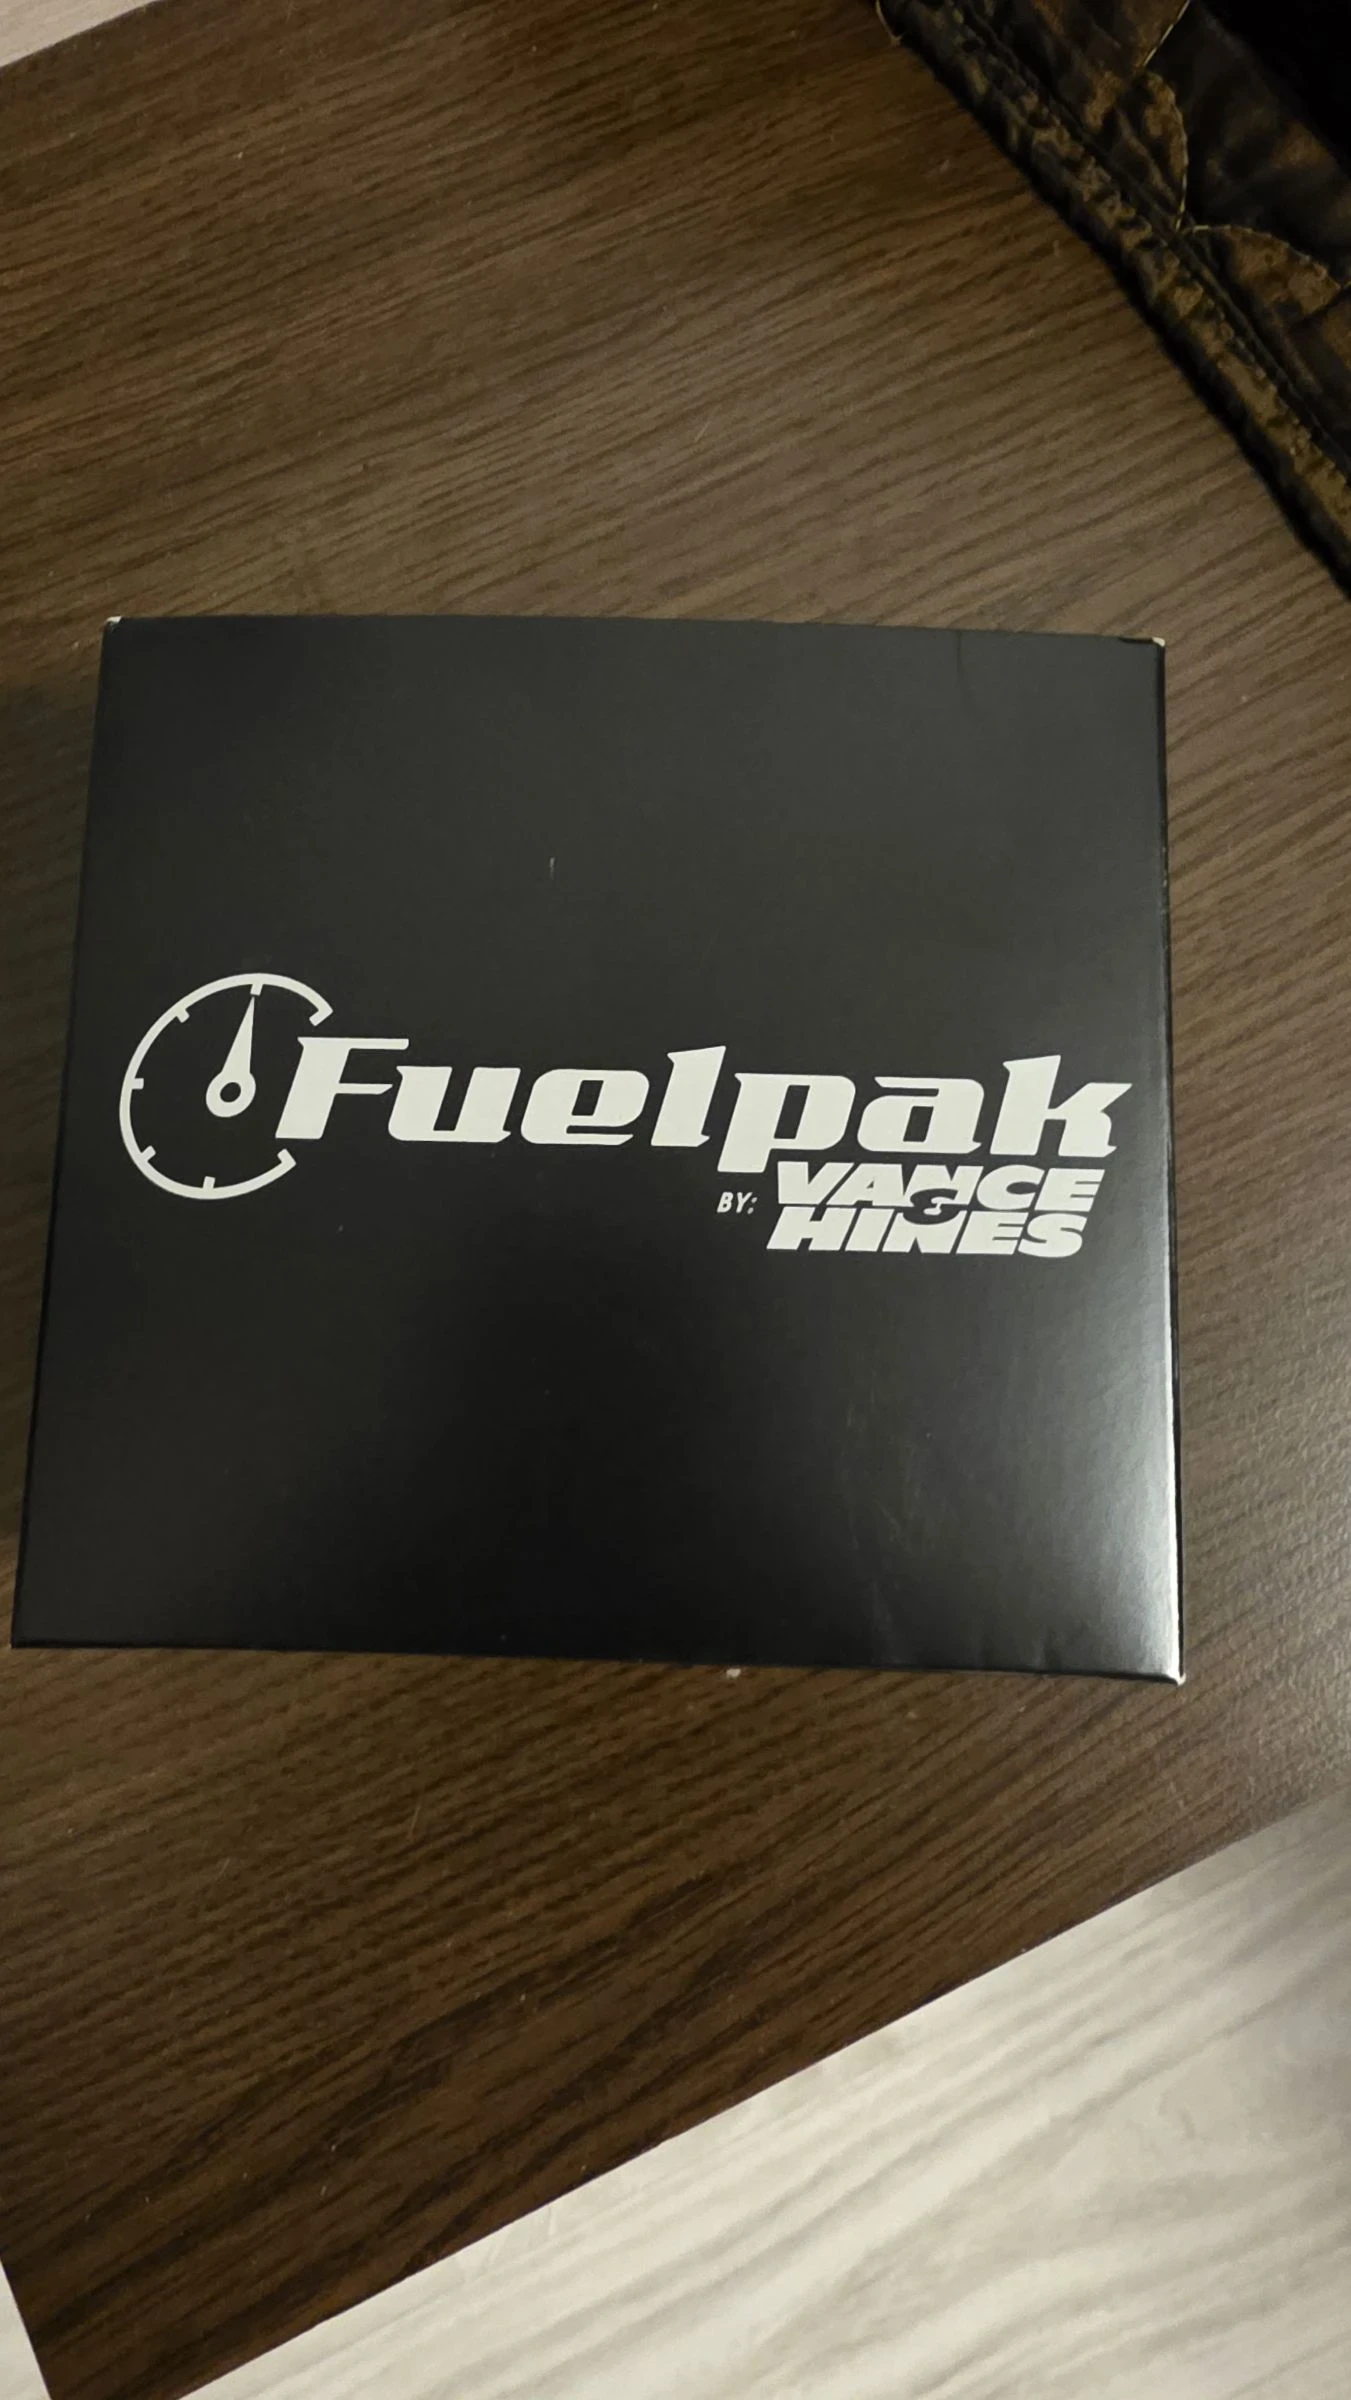 Fuelpak
BY: VANCE
&
HINES